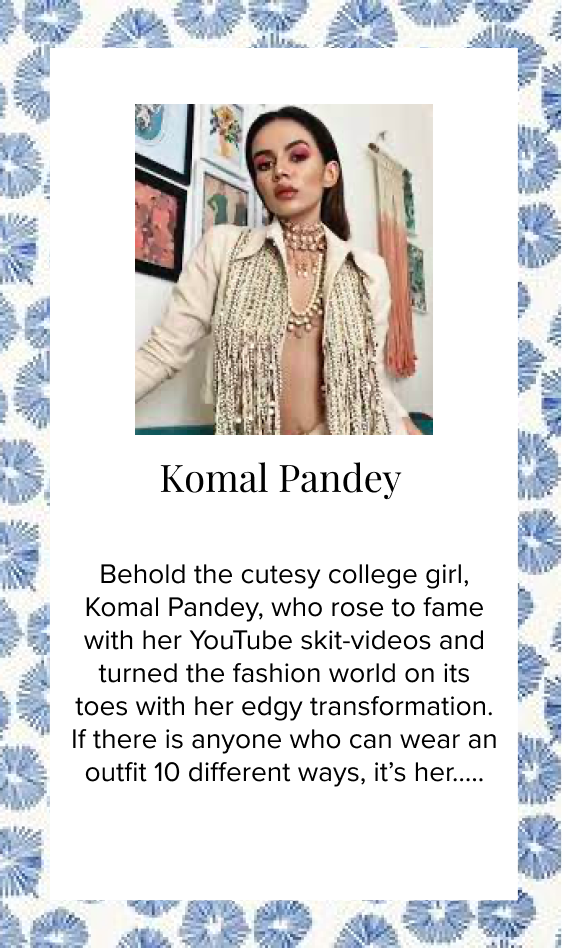 Komal Pandey
Behold the cutesy college girl,
Komal Pandey, who rose to fame
with her YouTube skit-videos and
turned the fashion world on its
toes with her edgy transformation.
If there is anyone who can wear an
outfit 10 different ways, it’s her.....